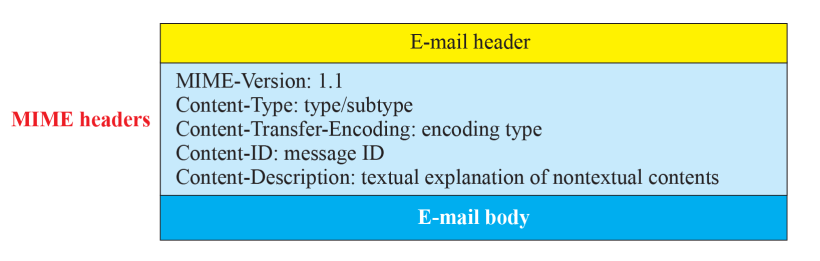 E-mail header
MIME headers
MIME-Version: 1.1
Content-Type: type/subtype
Content-Transfer-Encoding: encoding type
Content-ID: message ID
Content-Description: textual explanation of nontextual contents
E-mail body